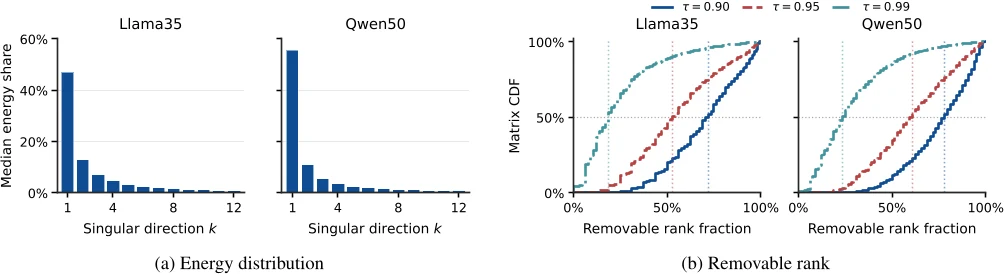 Llama35
Qwen50
Median energy share
60%
40%
20%
0%
1
4
8
12
Singular direction k
1
4
8
12
Singular direction k
(a) Energy distribution
τ = 0.90
τ = 0.95
τ = 0.99
Llama35
Qwen50
Matrix CDF
100%
50%
0%
0%
50%
100%
Removable rank fraction
0%
50%
100%
Removable rank fraction
(b) Removable rank